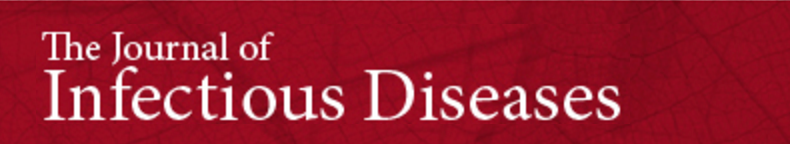 The Journal of
Infectious Diseases